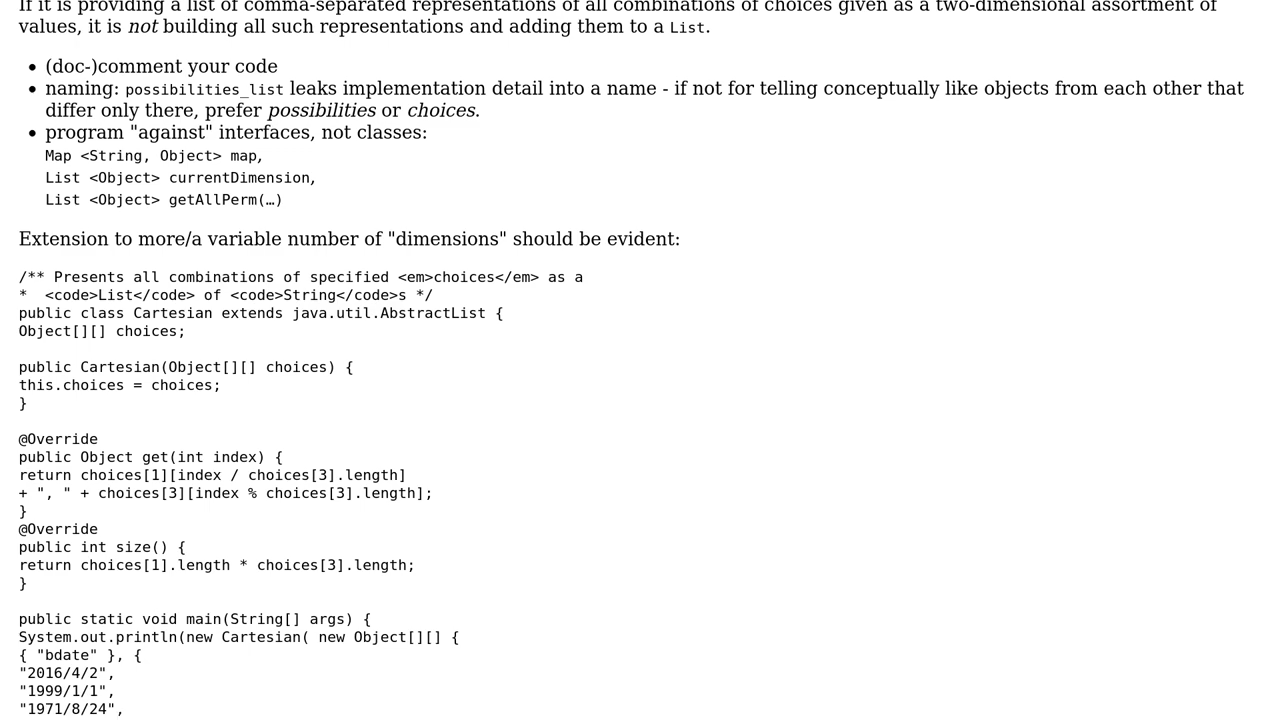 If it is providing a list of comma-separated representations of all combinations of choices given as a two-dimensional assortment of
values, it is not building all such representations and adding them to a List.
• (doc-)comment your code
• naming: possibilities_list leaks implementation detail into a name - if not for telling conceptually like objects from each other that
differ only there, prefer possibilities or choices.
• program "against" interfaces, not classes:
Map <String, Object> map,
List <Object> currentDimension,
List <Object> getAllPerm(…)
Extension to more/a variable number of "dimensions" should be evident:
/** Presents all combinations of specified <em>choices</em> as a
*  <code>List</code> of <code>String</code>s */
public class Cartesian extends java.util.AbstractList {
Object[][] choices;
public Cartesian(Object[][] choices) {
this.choices = choices;
}
@Override
public Object get(int index) {
return choices[1][index / choices[3].length]
+ ", " + choices[3][index % choices[3].length];
}
@Override
public int size() {
return choices[1].length * choices[3].length;
}
public static void main(String[] args) {
System.out.println(new Cartesian( new Object[][] {
{ "bdate" }, {
"2016/4/2",
"1999/1/1",
"1971/8/24",